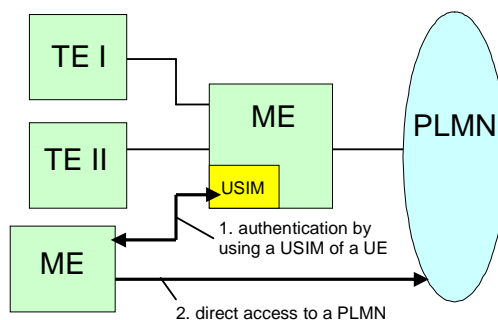 TE I
ME
PLMN
TE II
USIM
1. authentication by
using a USIM of a UE
ME
2. direct access to a PLMN